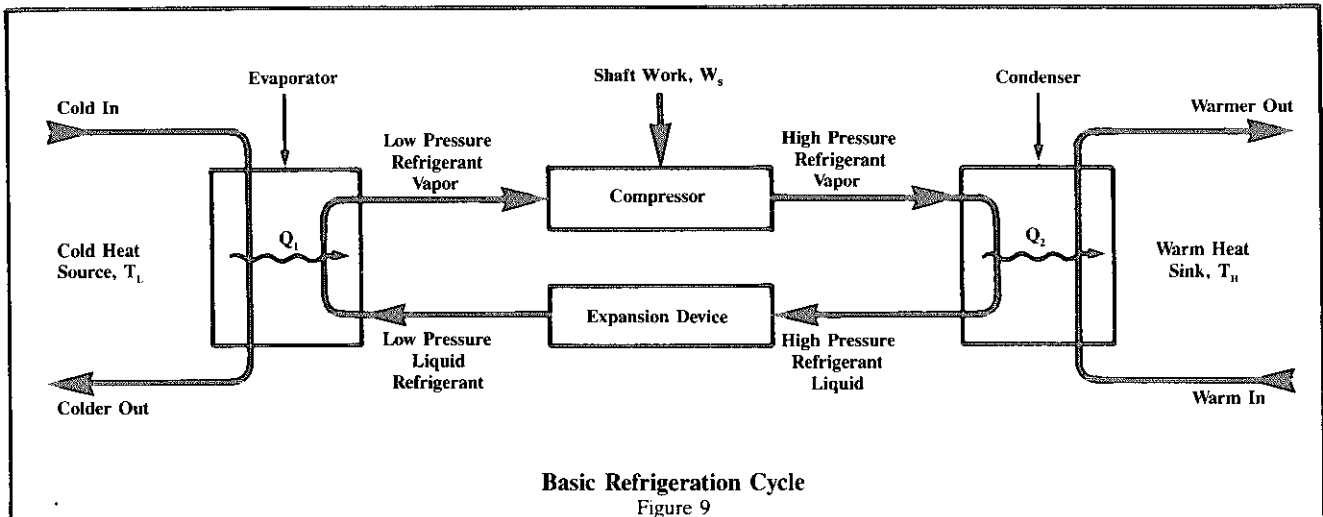 Evaporator
Shaft Work, Ws
Condenser
Cold In
Warmer Out
Low Pressure
Refrigerant
Vapor
High Pressure
Refrigerant
Vapor
Compressor
Q1
Q2
Cold Heat
Source, TL
Warm Heat
Sink, TH
Expansion Device
Low Pressure
Liquid
Refrigerant
High Pressure
Refrigerant
Liquid
Colder Out
Warm In
Basic Refrigeration Cycle
Figure 9